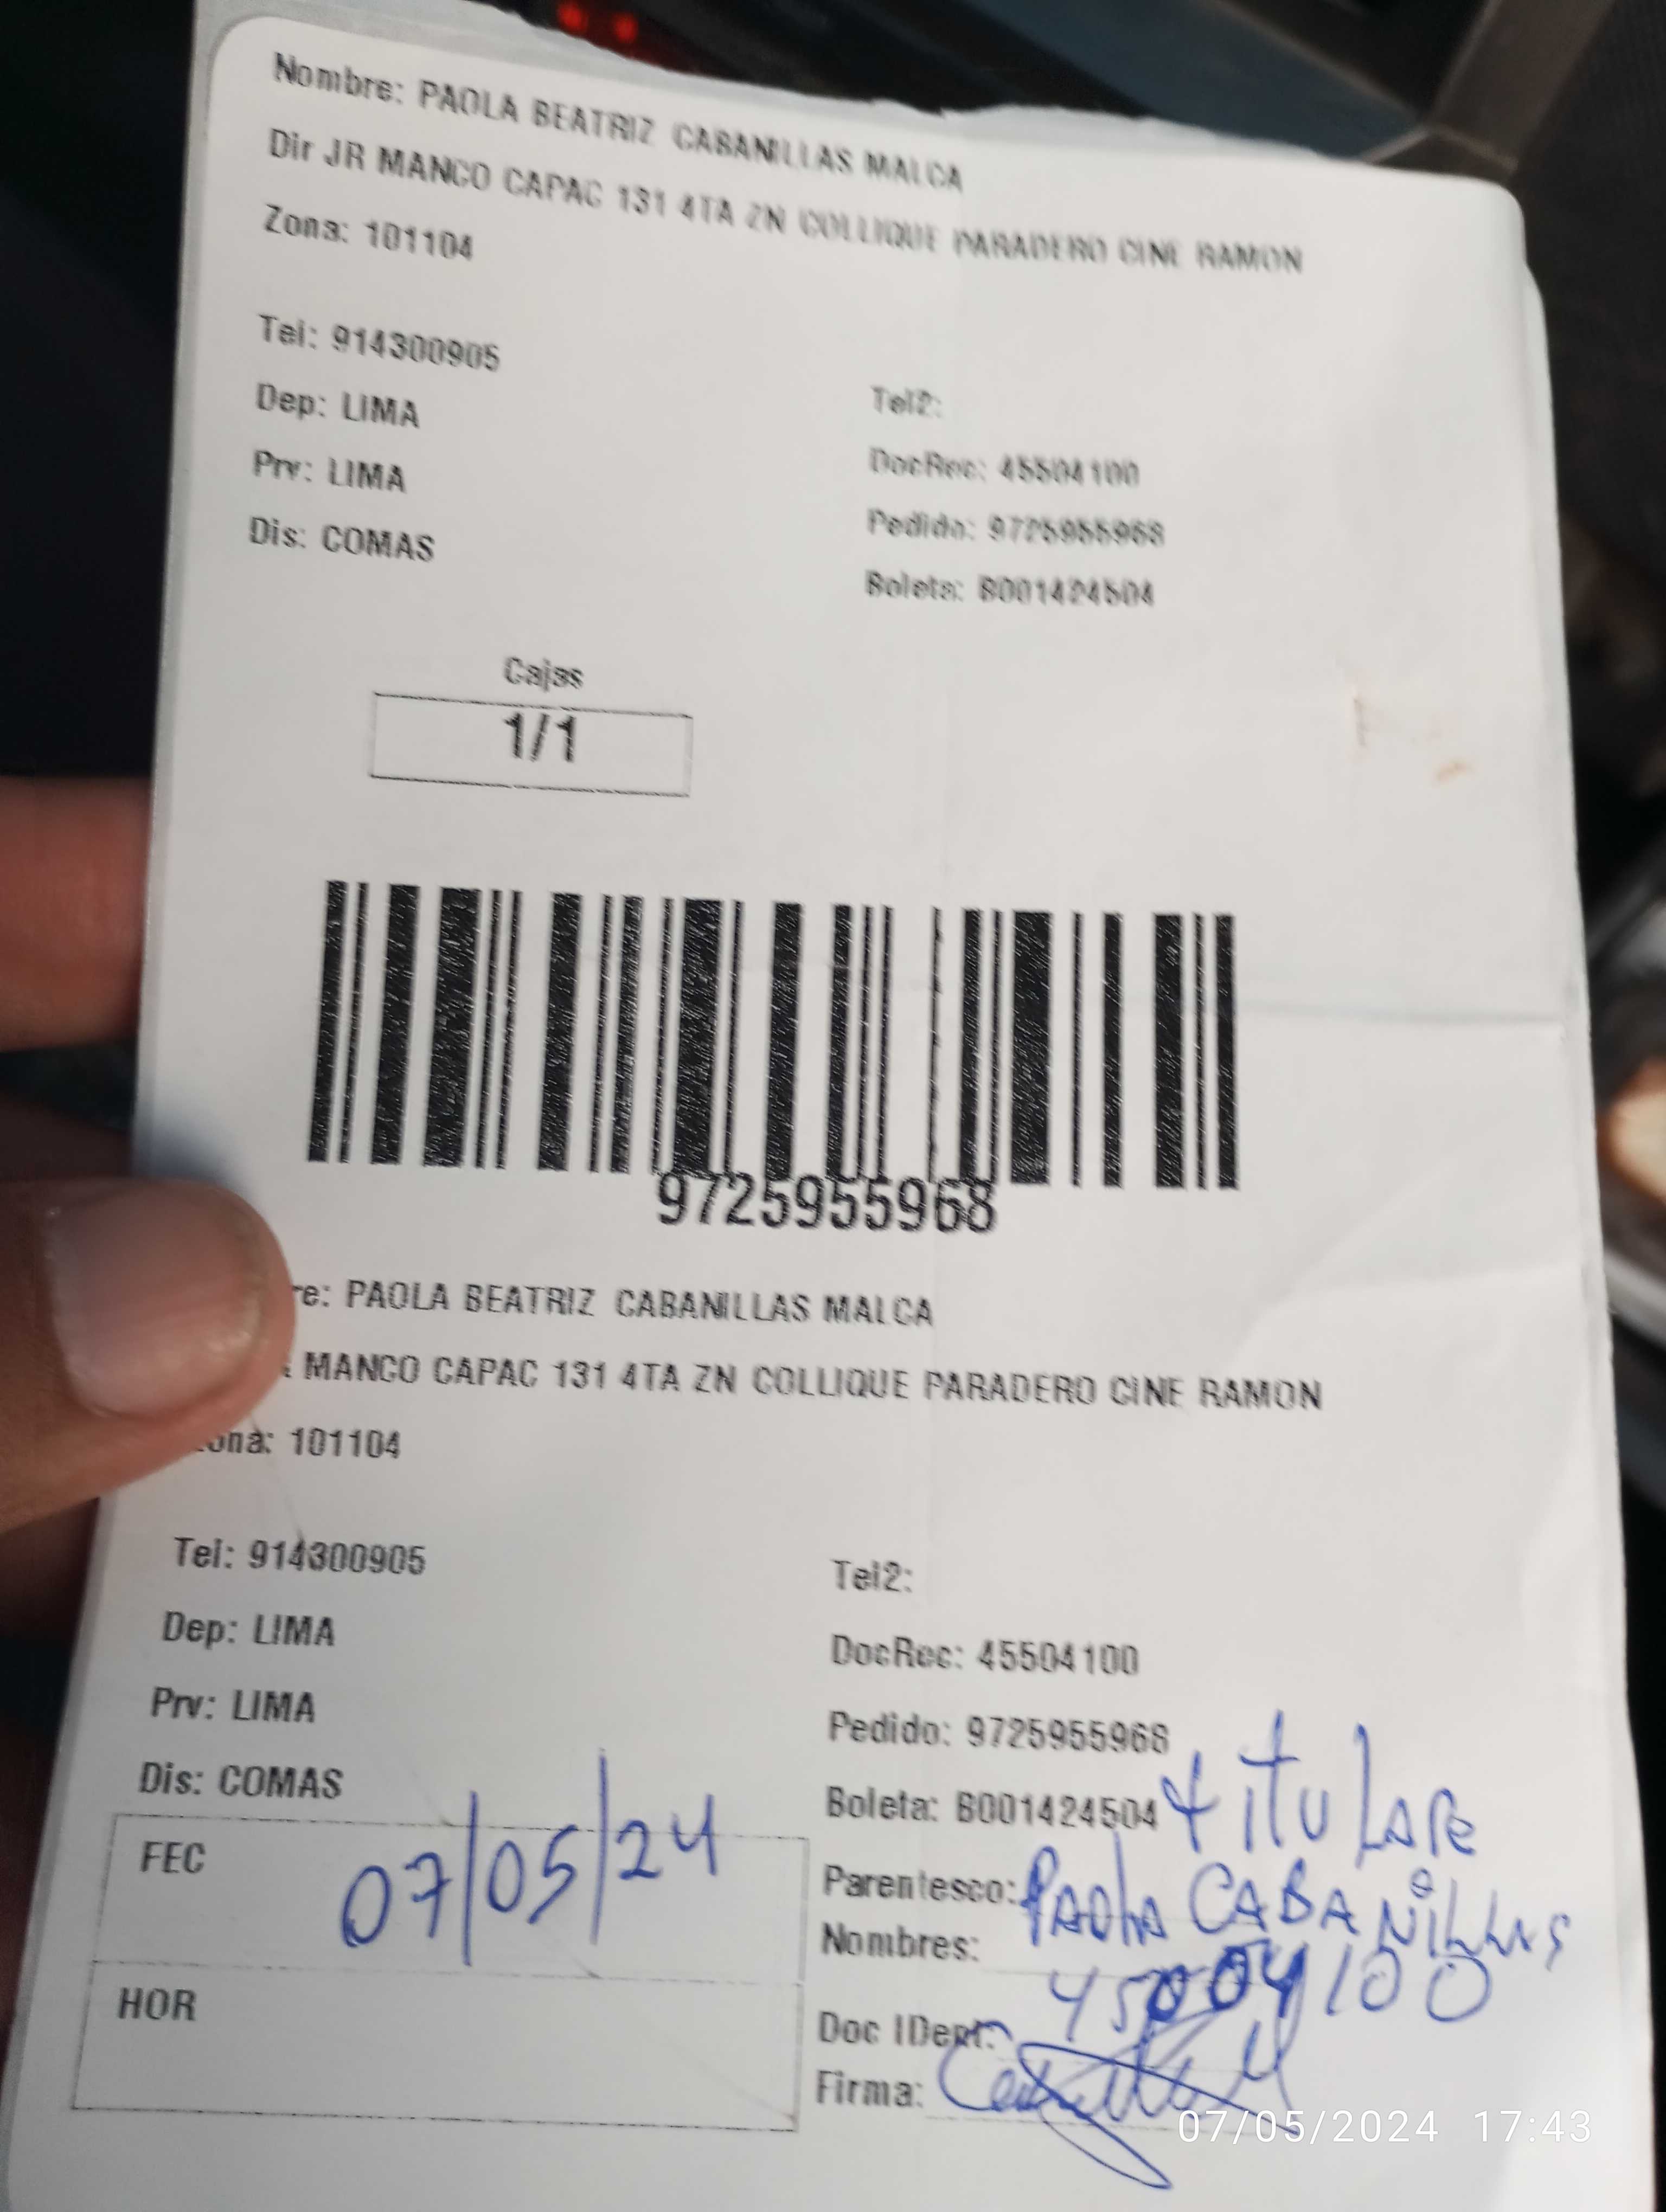 Nombre: PAOLA BEATRIZ CABANILLAS MALCA
Dir JR MANCO CAPAC 131 4TA ZN COLLIQUE PARADERO CINE RAMON
Zona: 101104
Tel: 914300905
Dep: LIMA
Prv: LIMA
Dis: COMAS
Tel2:
DocRec: 45504100
Pedido: 9725955968
Boleta: B001424504
Cajas
1/1
9725955968
re: PAOLA BEATRIZ CABANILLAS MALCA
MANCO CAPAC 131 4TA ZN COLLIQUE PARADERO CINE RAMON
ona: 101104
Tel: 914300905
Dep: LIMA
Prv: LIMA
Dis: COMAS
Tel2:
DocRec: 45504100
Pedido: 9725955968
Boleta: B001424504
FEC 07/05/24
HOR
Parentesco: titular
Nombres: Paola CABANillas
Doc IDent:
Firma:
07/05/2024 17:43